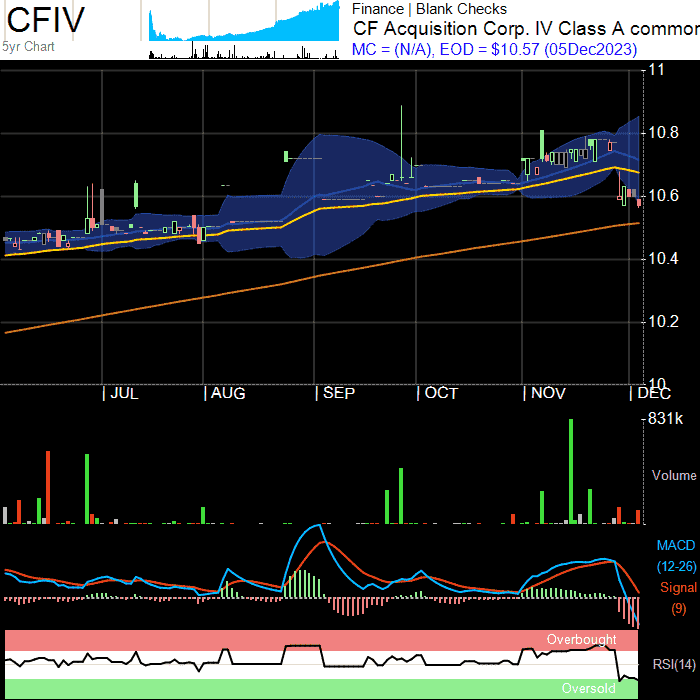 CFIV
5yr Chart
Finance | Blank Checks
CF Acquisition Corp. IV Class A common
MC = (N/A), EOD = $10.57 (05Dec2023)
11
10.8
10.6
10.4
10.2
10
JUL
AUG
SEP
OCT
NOV
DEC
831k
Volume
MACD
(12-26)
Signal
(9)
Overbought
RSI(14)
Oversold